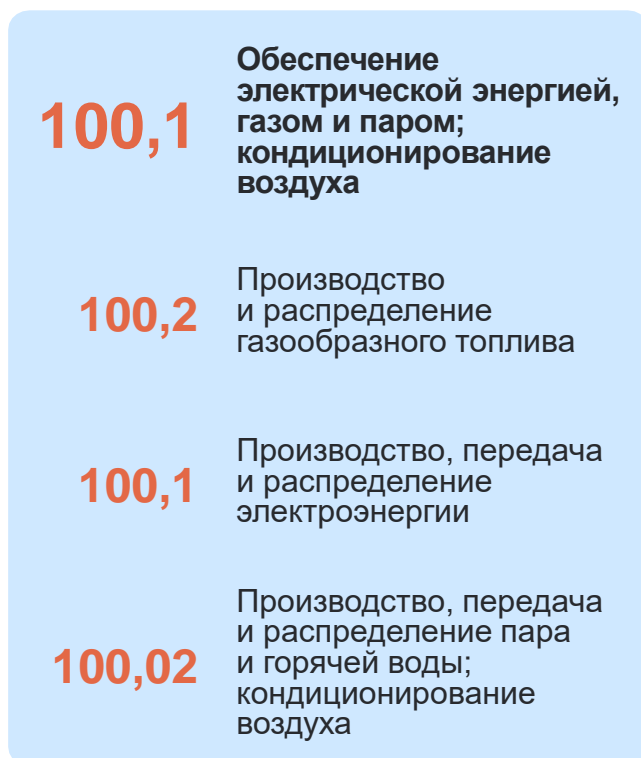 100,1
Обеспечение
электрической энергией,
газом и паром;
кондиционирование
воздуха
100,2
Производство
и распределение
газообразного топлива
100,1
Производство, передача
и распределение
электроэнергии
100,02
Производство, передача
и распределение пара
и горячей воды;
кондиционирование
воздуха